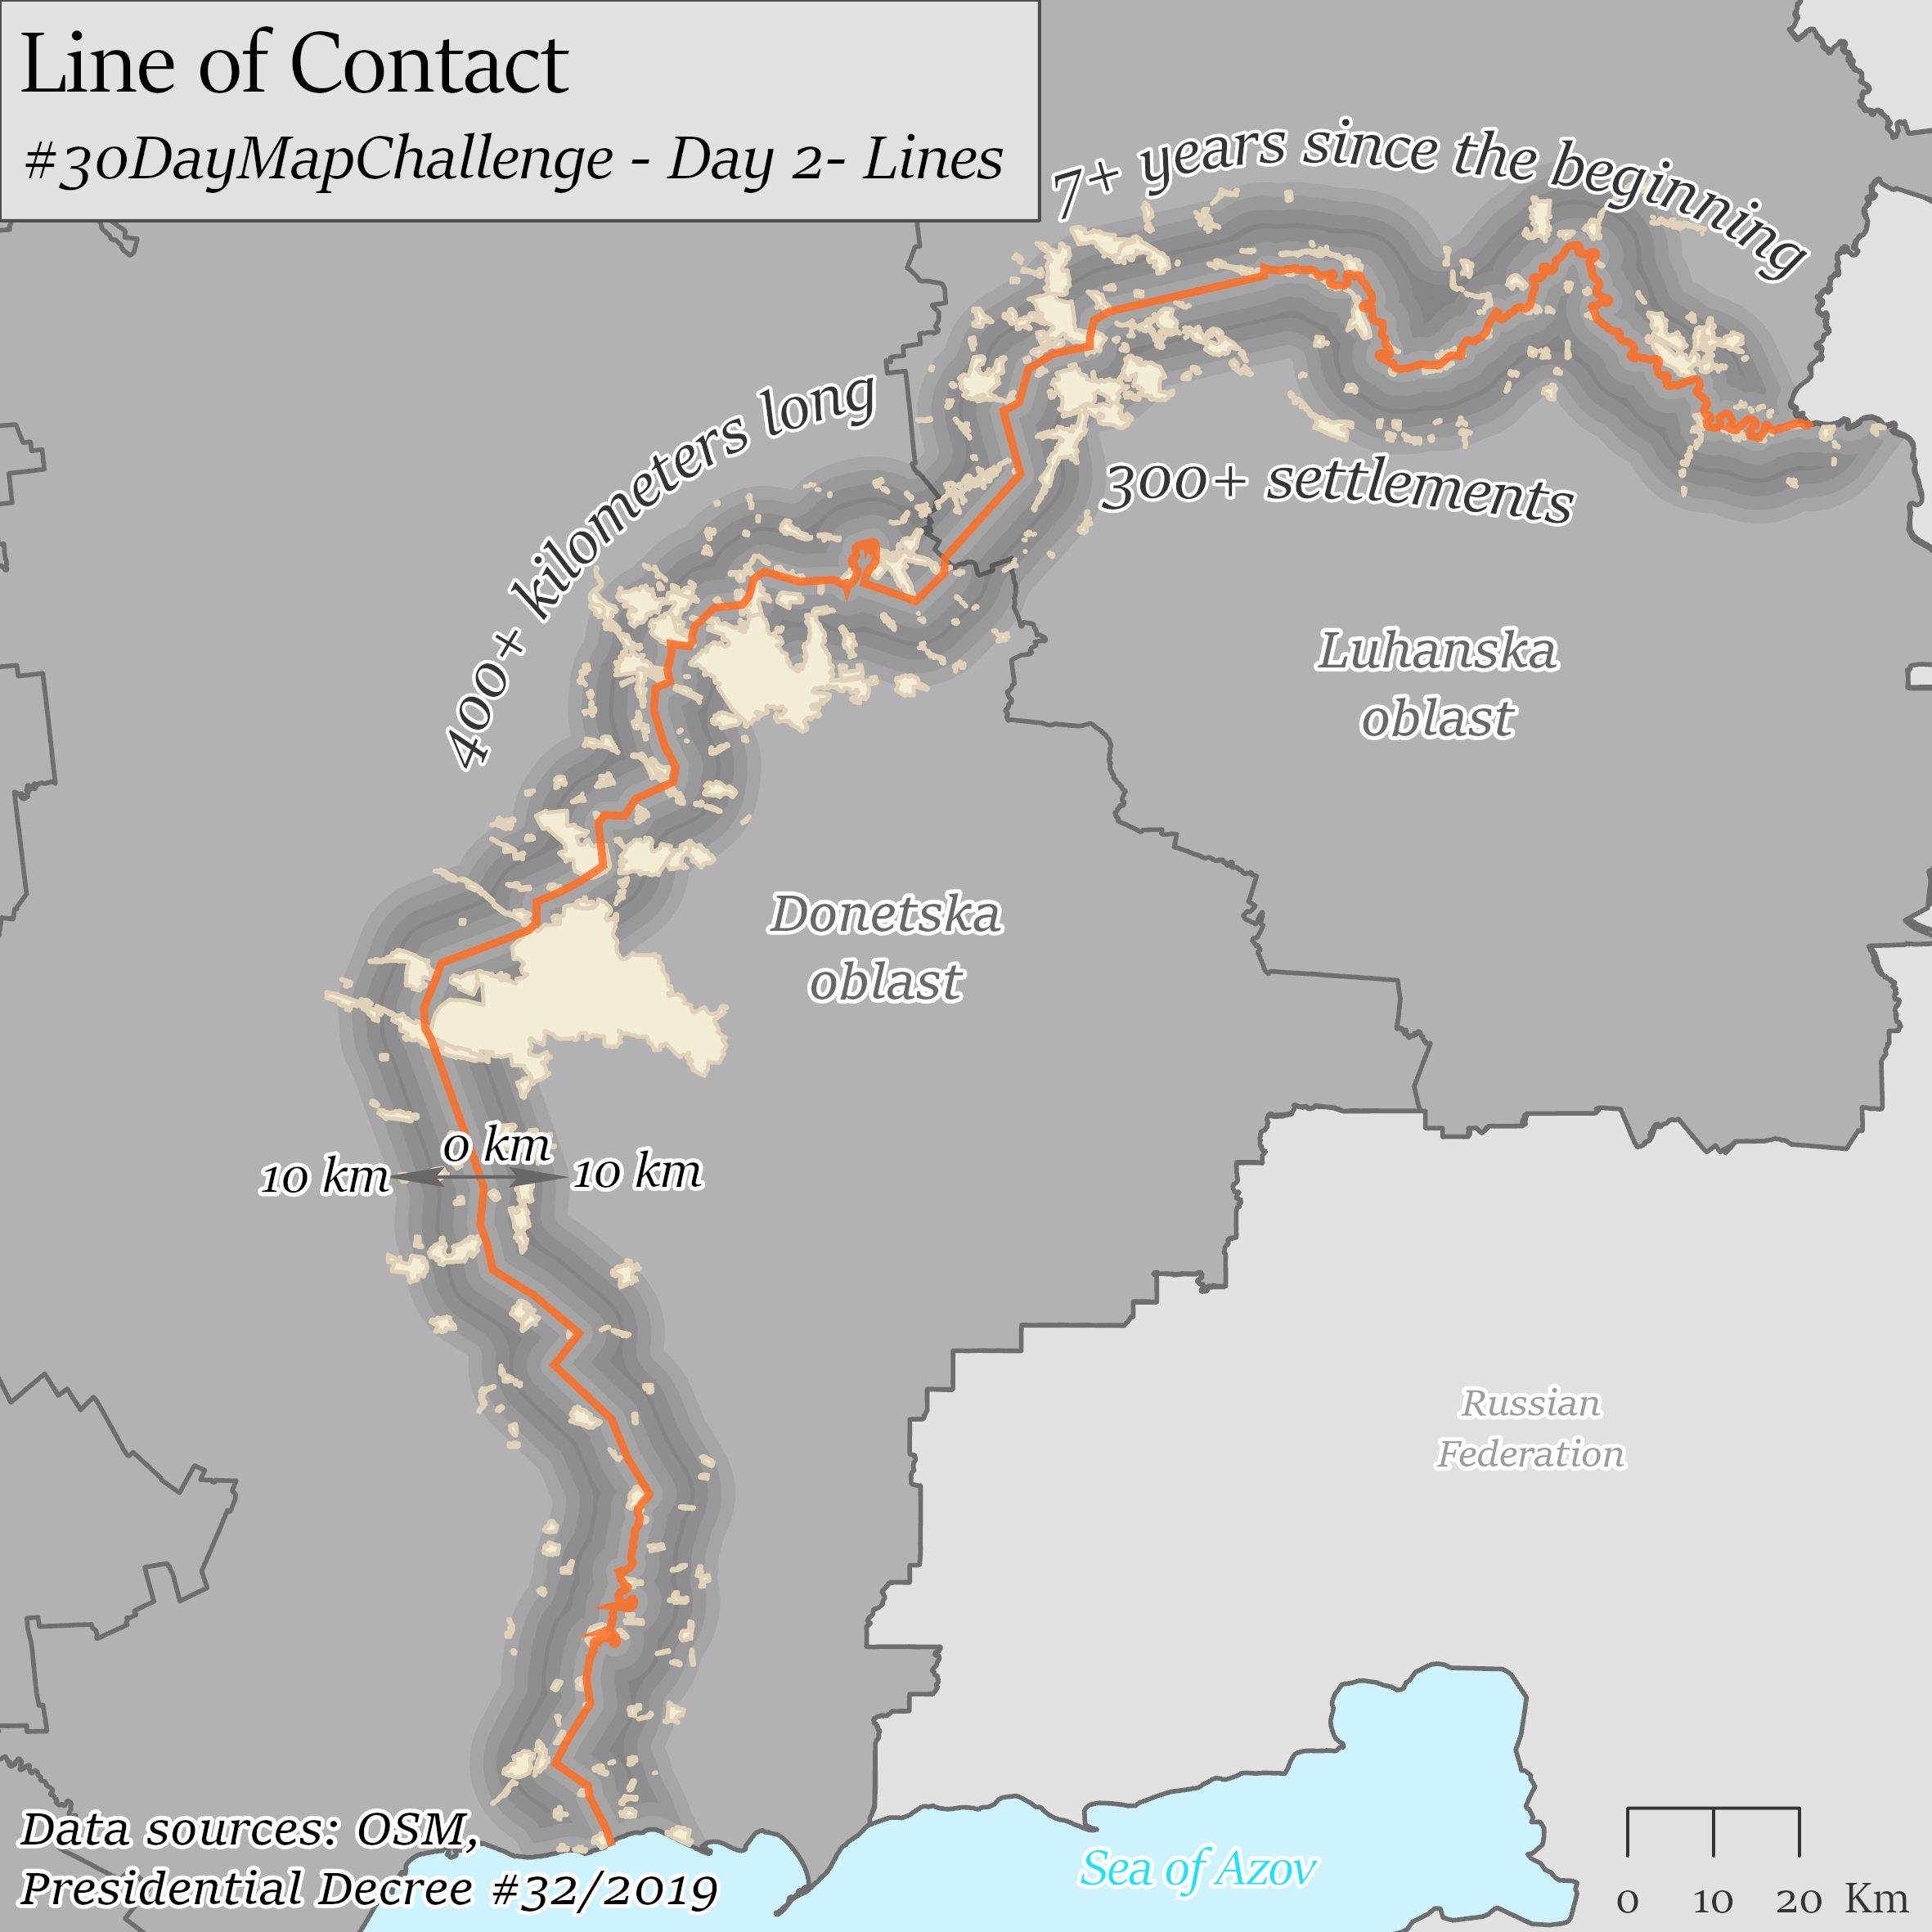 Line of Contact
#30DayMapChallenge - Day 2- Lines
7+ years since the beginning
400+ kilometers long
300+ settlements
Luhanska
oblast
Donetska
oblast
0 km
10 km
10 km
Russian
Federation
Data sources: OSM,
Presidential Decree #32/2019
Sea of Azov
0 10 20 Km